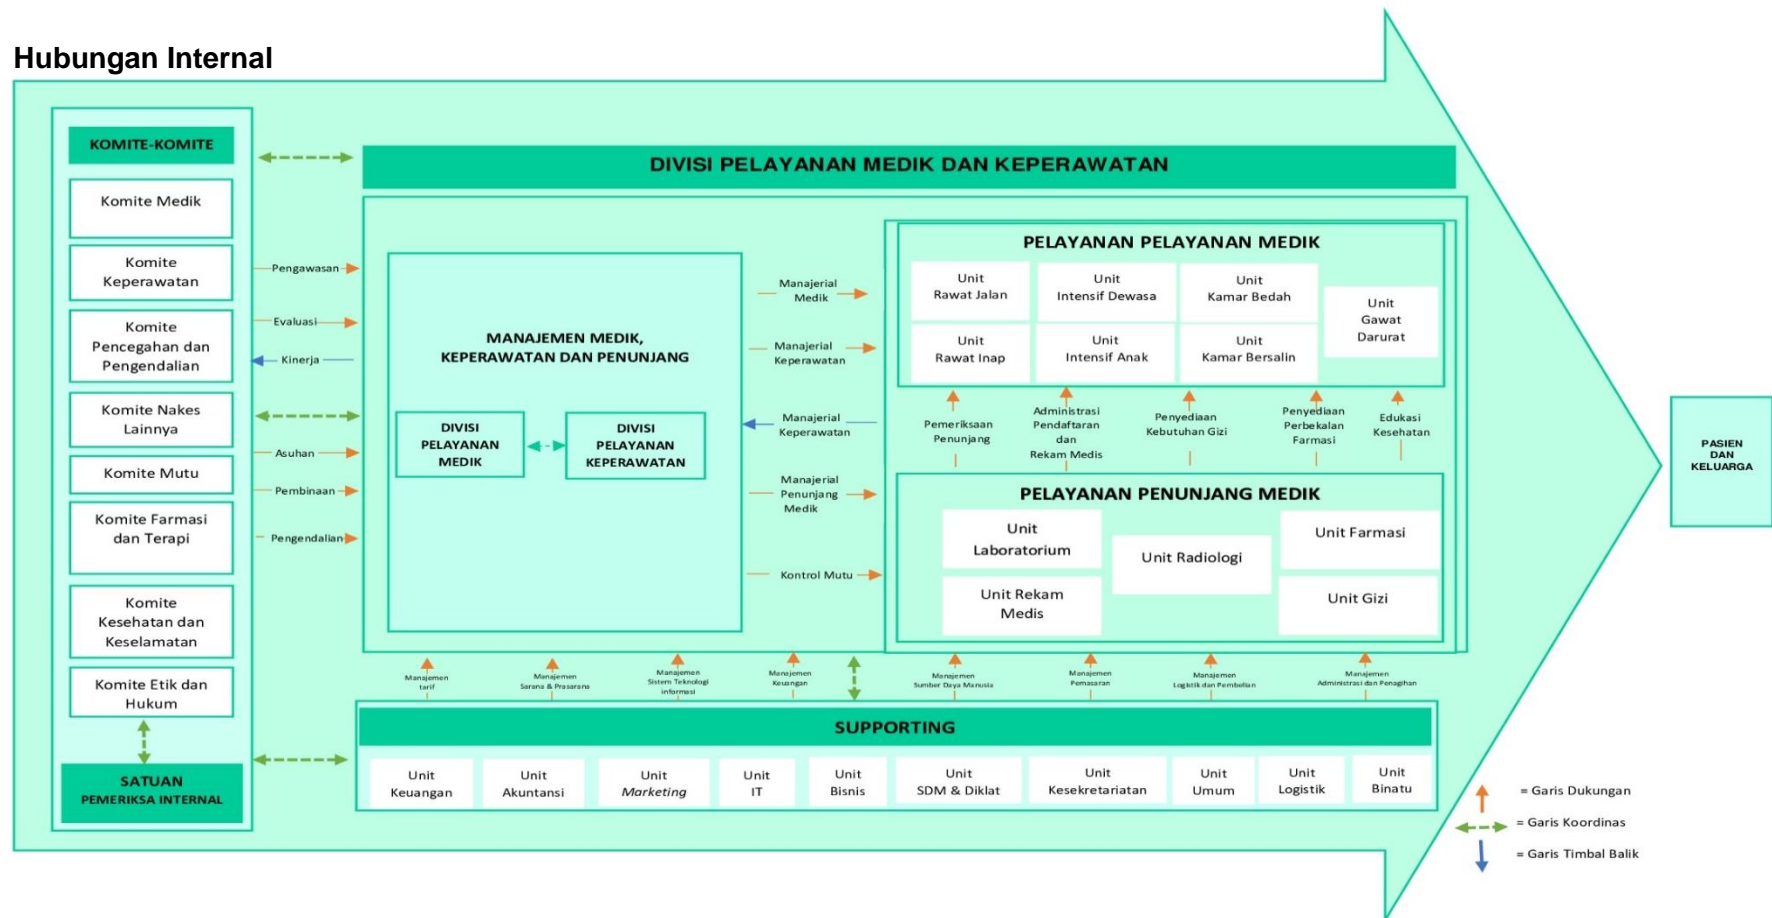 Hubungan Internal
KOMITE-KOMITE
Komite Medik
Komite
Keperawatan
Komite
Pencegahan dan
Pengendalian
Komite Nakes
Lainnya
Komite Mutu
Komite Farmasi
dan Terapi
Komite
Kesehatan dan
Keselamatan
Komite Etik dan
Hukum
SATUAN
PEMERIKSA INTERNAL
Pengawasan
Evaluasi
Kinerja
Asuhan
Pembinaan
Pengendalian
DIVISI PELAYANAN MEDIK DAN KEPERAWATAN
MANAJEMEN MEDIK,
KEPERAWATAN DAN PENUNJANG
DIVISI
PELAYANAN
MEDIK
DIVISI
PELAYANAN
KEPERAWATAN
Manajerial
Medik
Manajerial
Keperawatan
Manajerial
Keperawatan
Manajerial
Penunjang
Medik
Kontrol Mutu
PELAYANAN PELAYANAN MEDIK
Unit
Rawat Jalan
Unit
Intensif Dewasa
Unit
Kamar Bedah
Unit
Gawat
Darurat
Unit
Rawat Inap
Unit
Intensif Anak
Unit
Kamar Bersalin
Pemeriksaan
Penunjang
Administrasi
Pendaftaran
dan
Rekam Medis
Penyediaan
Kebutuhan Gizi
Penyediaan
Perbekalan
Farmasi
Edukasi
Kesehatan
PELAYANAN PENUNJANG MEDIK
Unit
Laboratorium
Unit Radiologi
Unit Farmasi
Unit Rekam
Medis
Unit Gizi
Manajemen
tarif
Manajemen
Sarana & Prasarana
Manajemen
Sistem Teknologi
informasi
Manajemen
Keuangan
Manajemen
Sumber Daya Manusia
Manajemen
Pemasaran
Manajemen
Logistik dan Pembelian
Manajemen
Administrasi dan Penagihan
SUPPORTING
Unit
Keuangan
Unit
Akuntansi
Unit
Marketing
Unit
IT
Unit
Bisnis
Unit
SDM & Diklat
Unit
Kesekretariatan
Unit
Umum
Unit
Logistik
Unit
Binatu
PASIEN
DAN
KELUARGA
= Garis Dukungan
= Garis Koordinas
= Garis Timbal Balik